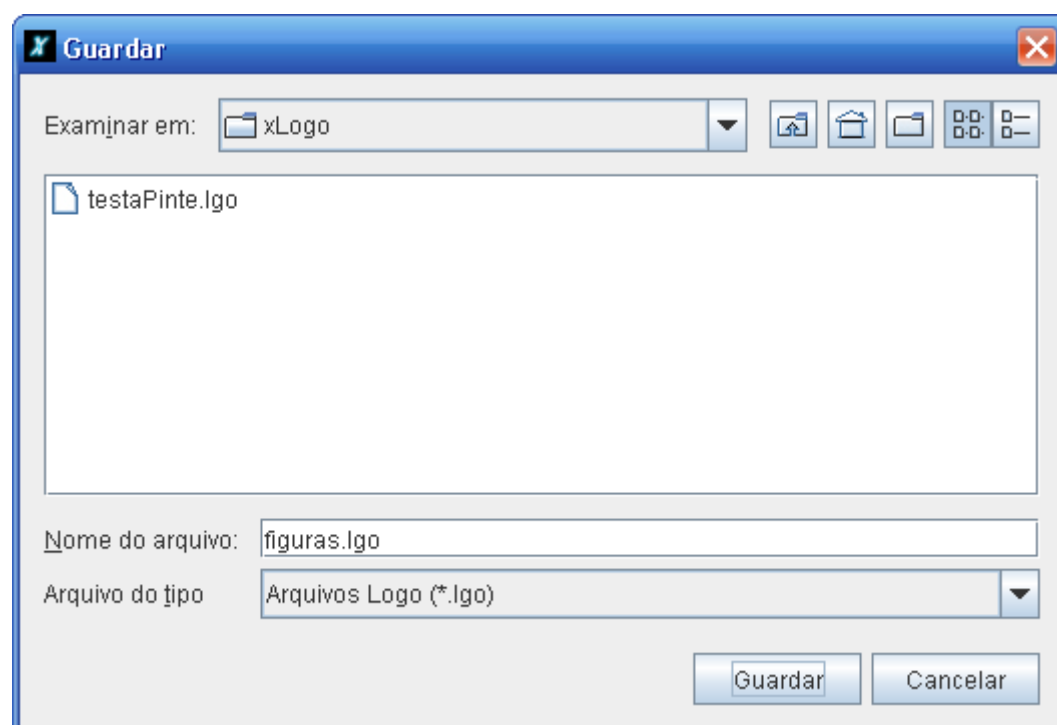 Guardar
Examinar em: xLogo
testaPinte.lgo
Nome do arquivo: figuras.lgo
Arquivo do tipo Arquivos Logo (*.lgo)
Guardar Cancelar